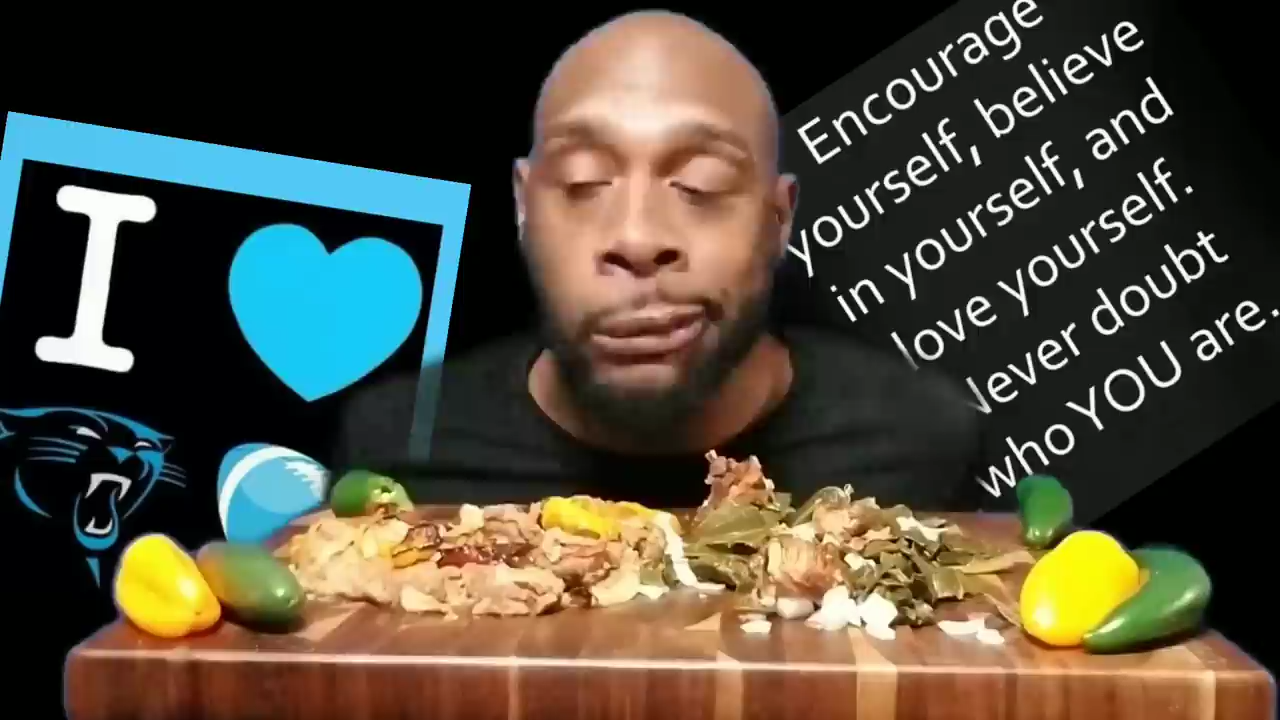 I
Encourage
yourself, believe
in yourself, and
love yourself.
Never doubt
who YOU are.